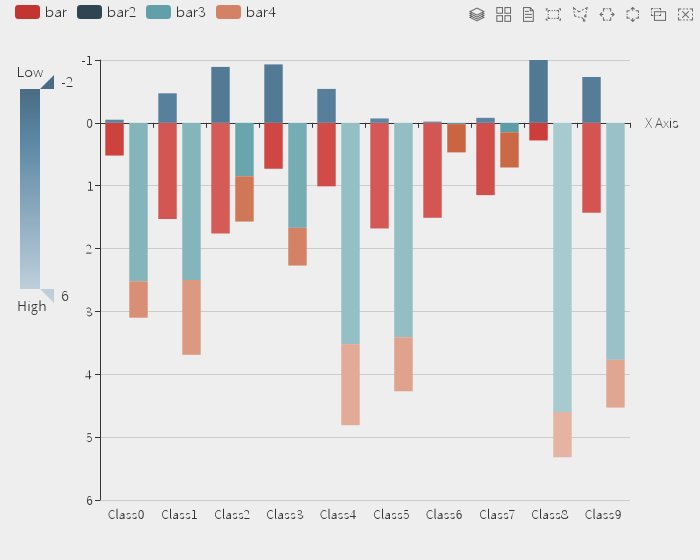 bar bar2 bar3 bar4
Low
-2
6
High
-1
0
1
2
3
4
5
6
X Axis
Class0 Class1 Class2 Class3 Class4 Class5 Class6 Class7 Class8 Class9